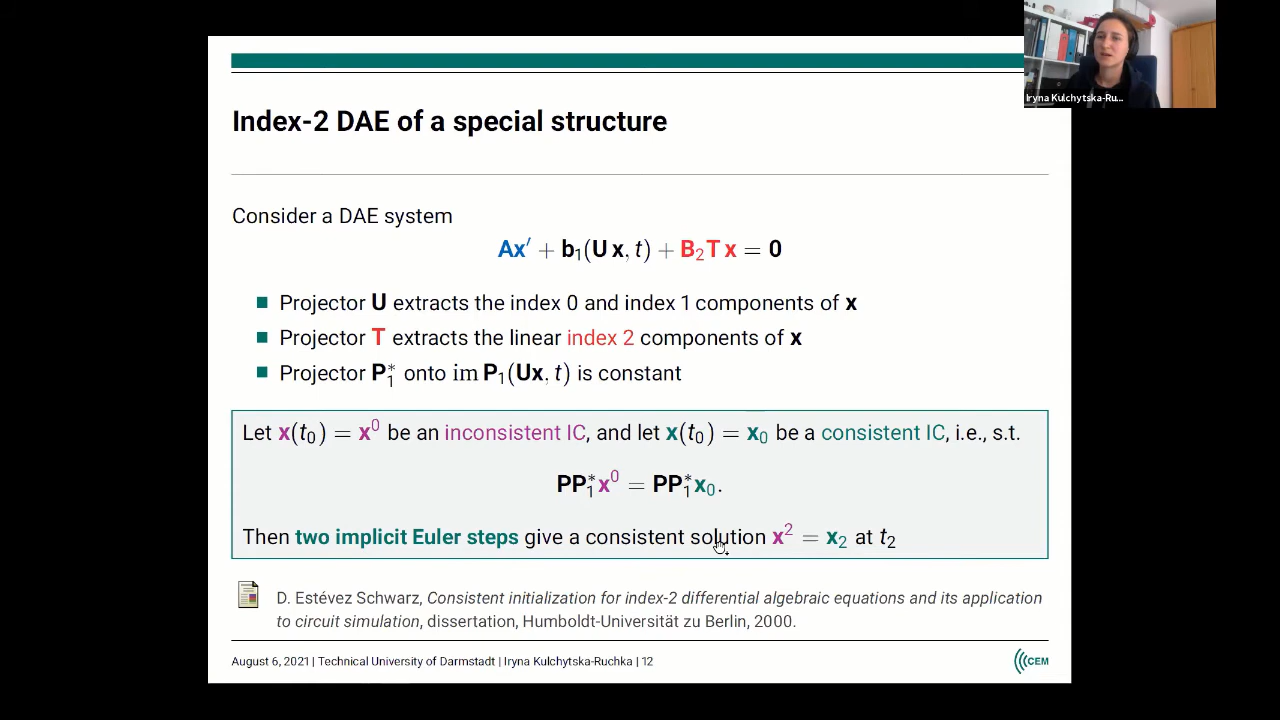 Iryna Kulchytska-Ru...
Index-2 DAE of a special structure
Consider a DAE system
Ax′ + b₁(U x, t) + B₂T x = 0
Projector U extracts the index 0 and index 1 components of x
Projector T extracts the linear index 2 components of x
Projector P₁* onto im P₁(Ux, t) is constant
Let x(t₀) = x⁰ be an inconsistent IC, and let x(t₀) = x₀ be a consistent IC, i.e., s.t.
PP₁*x⁰ = PP₁*x₀.
Then two implicit Euler steps give a consistent solution x² = x₂ at t₂
D. Estévez Schwarz, Consistent initialization for index-2 differential algebraic equations and its application
to circuit simulation, dissertation, Humboldt-Universität zu Berlin, 2000.
August 6, 2021 | Technical University of Darmstadt | Iryna Kulchytska-Ruchka | 12
CEM